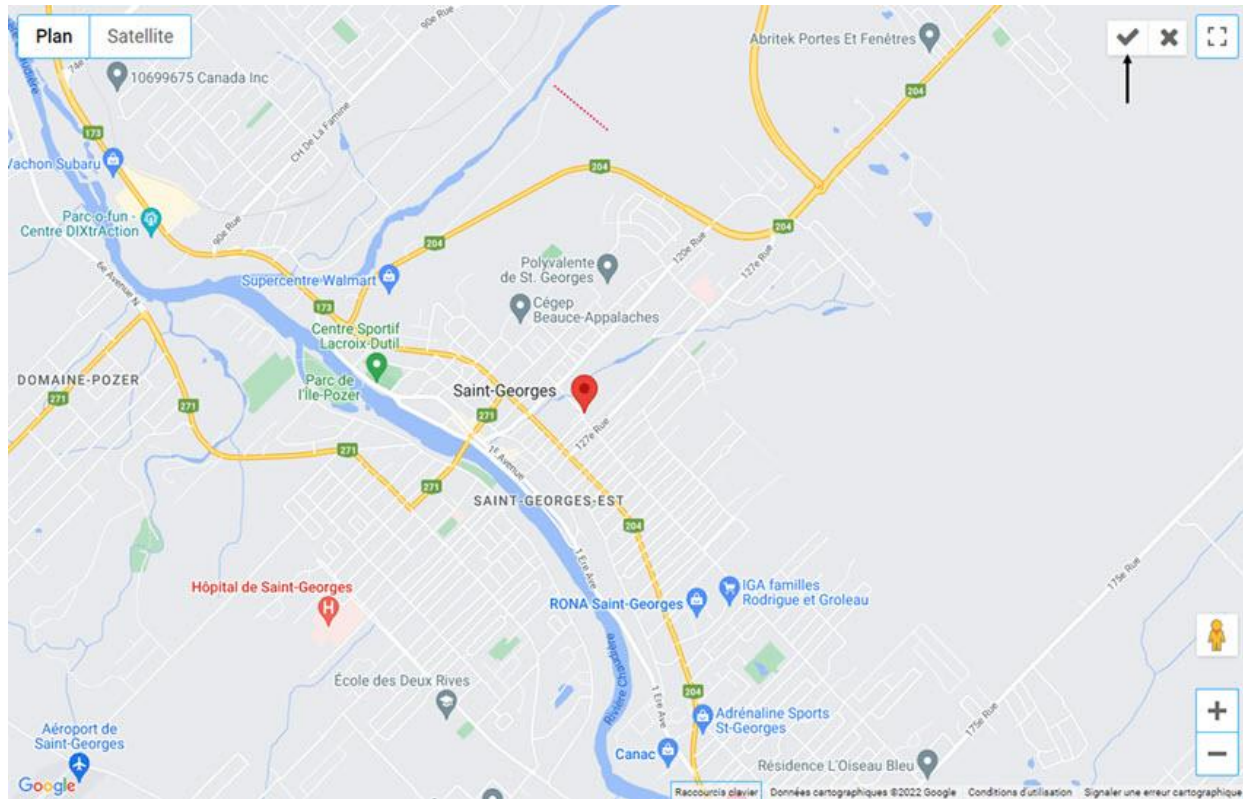 Plan
Satellite
90e Rue
Abritek Portes Et Fenêtres
74e
10699675 Canada Inc
204
CH De La Famine
173
Vachon Subaru
204
Parc-o-fun -
Centre DIXtrAction
90e Rue
204
204
120e Rue
127e Rue
6e Avenue N
Polyvalente
de St. Georges
Supercentre Walmart
173
Cégep
Beauce-Appalaches
Centre Sportif
Lacroix-Dutil
Parc de
l'Île-Pozer
DOMAINE-POZER
Saint-Georges
271
271
271
127e Rue
271
1E Avenue
271
SAINT-GEORGES-EST
204
1 Ere Ave
175e Rue
Hôpital de Saint-Georges
H
IGA familles
Rodrigue et Groleau
RONA Saint-Georges
Rivière Chaudière
École des Deux Rives
1 Ere Ave
204
Adrénaline Sports
St-Georges
175e Rue
Aéroport de
Saint-Georges
Canac
Résidence L'Oiseau Bleu
Google
Raccourcis clavier
Données cartographiques ©2022 Google
Conditions d'utilisation
Signaler une erreur cartographique